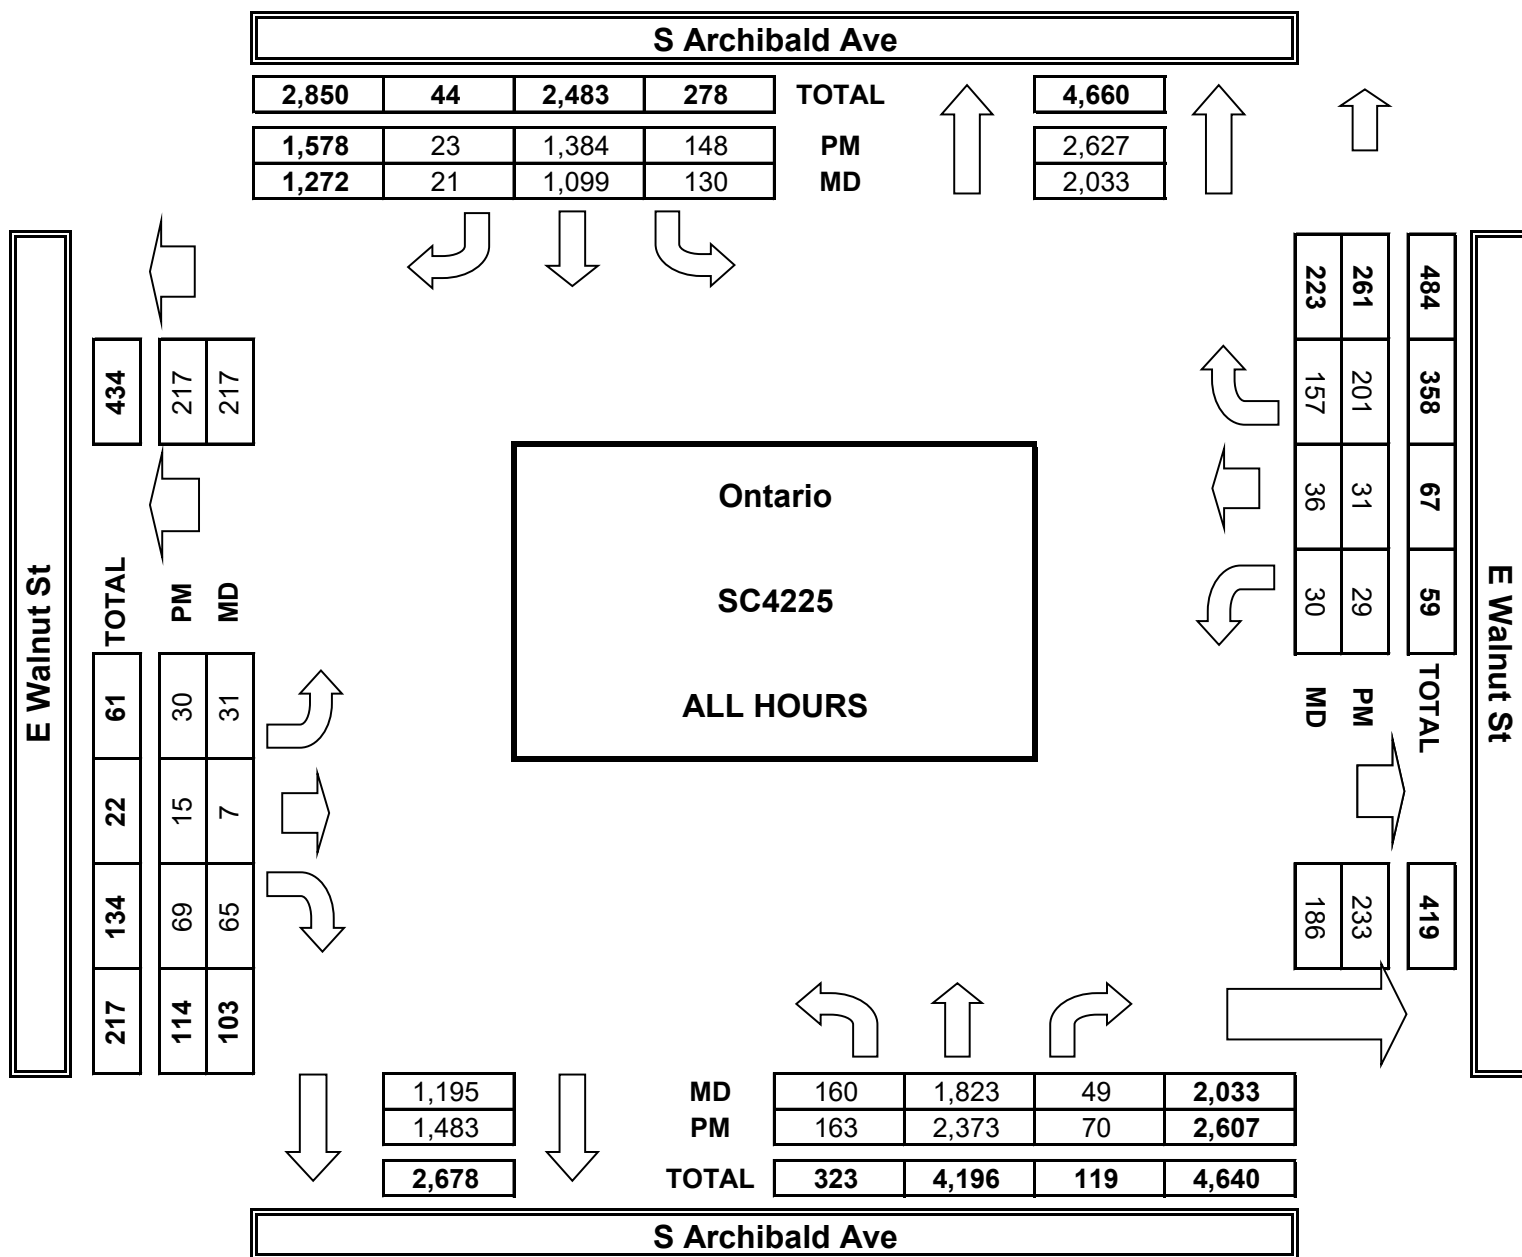 S Archibald Ave
2,850 44 2,483 278 TOTAL 4,660
1,578 23 1,384 148 PM 2,627
1,272 21 1,099 130 MD 2,033
E Walnut St
434
217
217
TOTAL
PM
MD
61 22 134 217
30 15 69 114
31 7 65 103
Ontario
SC4225
ALL HOURS
223 157 36 30
261 201 31 29
484 358 67 59
MD
PM
TOTAL
186
233
419
E Walnut St
1,195 MD 160 1,823 49 2,033
1,483 PM 163 2,373 70 2,607
2,678 TOTAL 323 4,196 119 4,640
S Archibald Ave